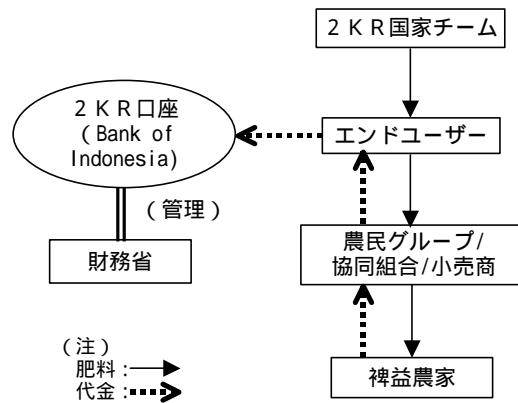 ２ＫＲ国家チーム
２ＫＲ口座
（Bank of
Indonesia)
エンドユーザー
（管理）
財務省
農民グループ/
協同組合/小売商
裨益農家
（注）
肥料：
代金：